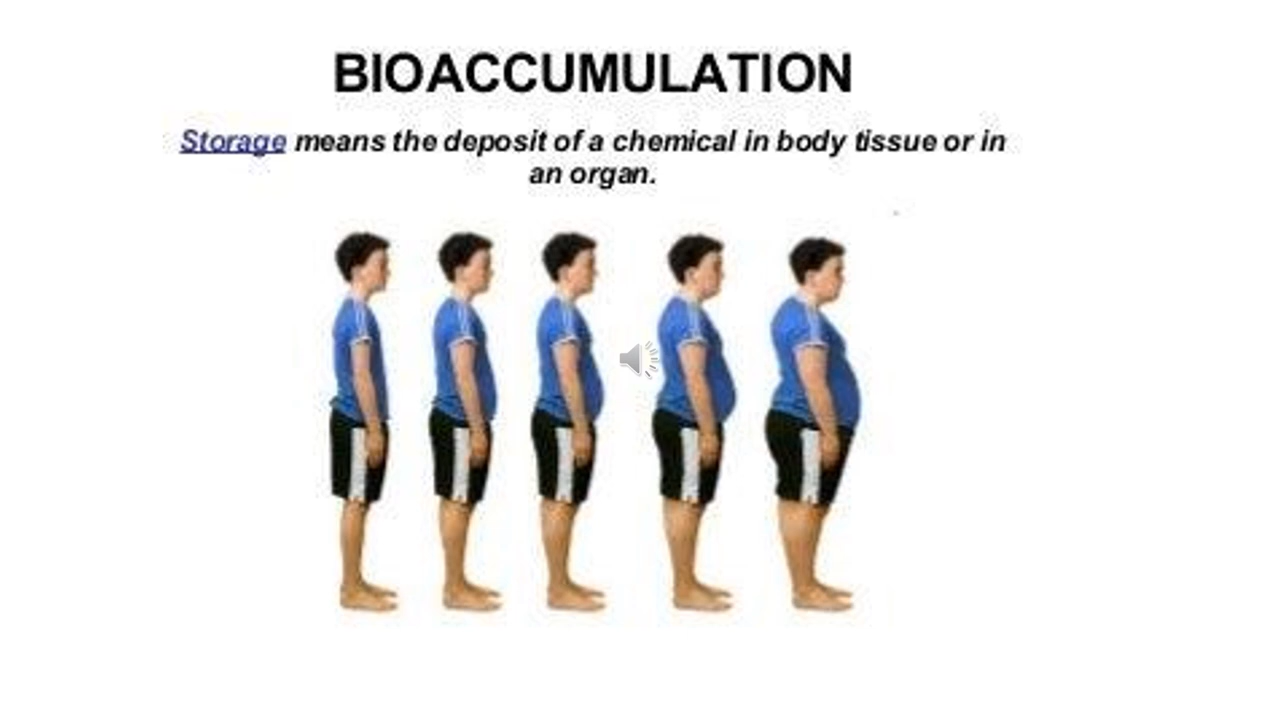 BIOACCUMULATION
Storage means the deposit of a chemical in body tissue or in
an organ.